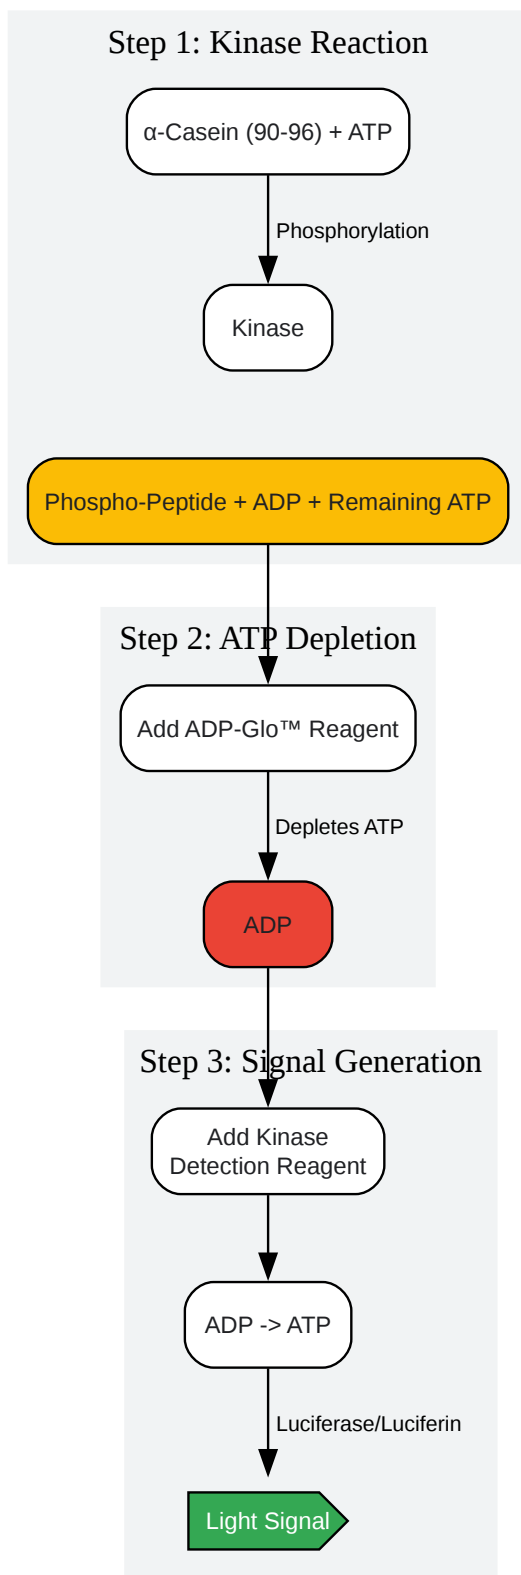 Step 1: Kinase Reaction
α-Casein (90-96) + ATP
Phosphorylation
Kinase
Phospho-Peptide + ADP + Remaining ATP
Step 2: ATP Depletion
Add ADP-Glo™ Reagent
Depletes ATP
ADP
Step 3: Signal Generation
Add Kinase
Detection Reagent
ADP -> ATP
Luciferase/Luciferin
Light Signal